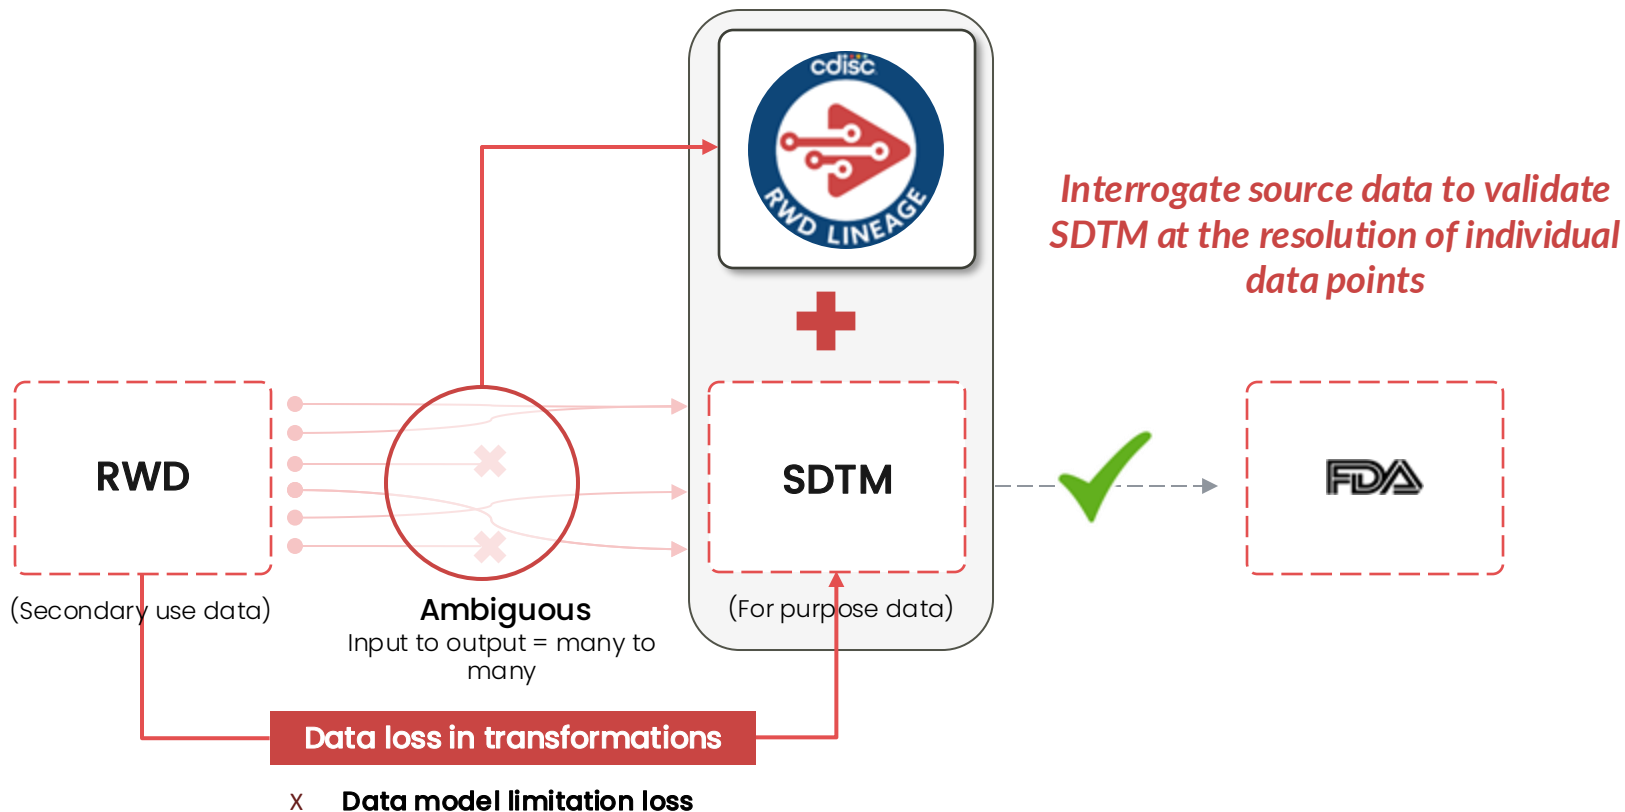 cdisc
RWD LINEAGE
Interrogate source data to validate
SDTM at the resolution of individual
data points
RWD
SDTM
FDA
(Secondary use data)
Ambiguous
Input to output = many to
many
(For purpose data)
Data loss in transformations
x Data model limitation loss